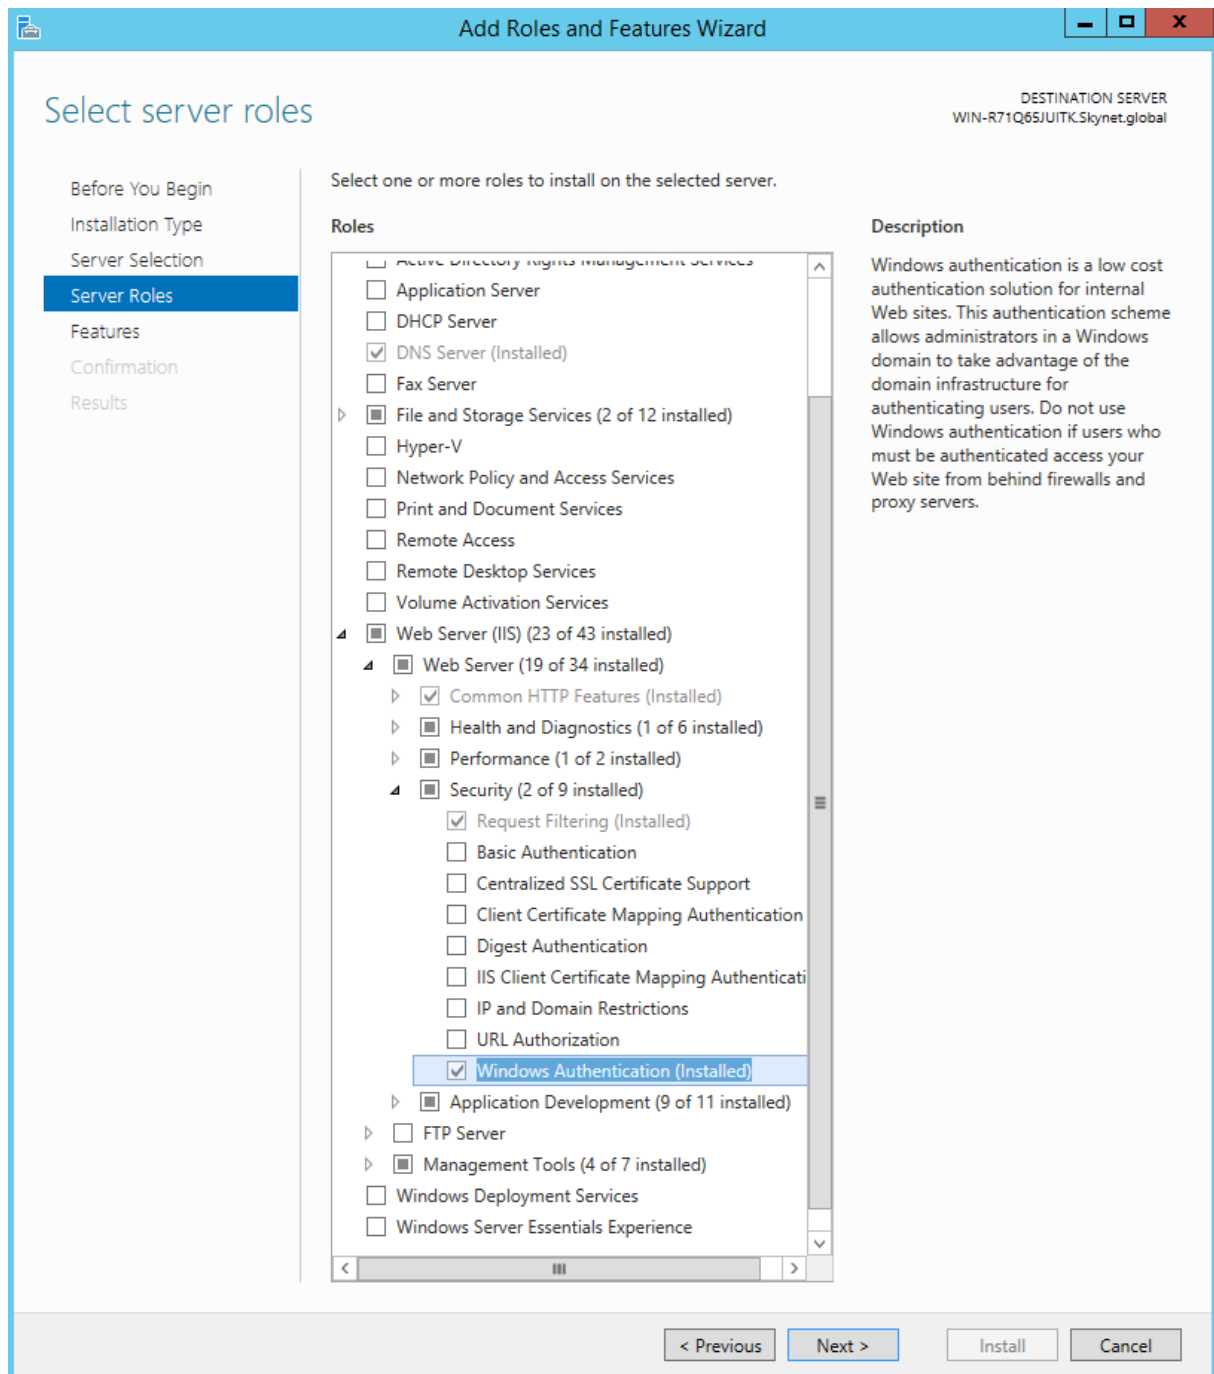 Add Roles and Features Wizard
Select server roles
DESTINATION SERVER
WIN-R71Q65JUITK.Skynet.global
Before You Begin
Installation Type
Server Selection
Server Roles
Features
Confirmation
Results
Select one or more roles to install on the selected server.
Roles
Active Directory Rights Management Services
Application Server
DHCP Server
DNS Server (Installed)
Fax Server
File and Storage Services (2 of 12 installed)
Hyper-V
Network Policy and Access Services
Print and Document Services
Remote Access
Remote Desktop Services
Volume Activation Services
Web Server (IIS) (23 of 43 installed)
Web Server (19 of 34 installed)
Common HTTP Features (Installed)
Health and Diagnostics (1 of 6 installed)
Performance (1 of 2 installed)
Security (2 of 9 installed)
Request Filtering (Installed)
Basic Authentication
Centralized SSL Certificate Support
Client Certificate Mapping Authentication
Digest Authentication
IIS Client Certificate Mapping Authenticati
IP and Domain Restrictions
URL Authorization
Windows Authentication (Installed)
Application Development (9 of 11 installed)
FTP Server
Management Tools (4 of 7 installed)
Windows Deployment Services
Windows Server Essentials Experience
Description
Windows authentication is a low cost
authentication solution for internal
Web sites. This authentication scheme
allows administrators in a Windows
domain to take advantage of the
domain infrastructure for
authenticating users. Do not use
Windows authentication if users who
must be authenticated access your
Web site from behind firewalls and
proxy servers.
< Previous
Next >
Install
Cancel